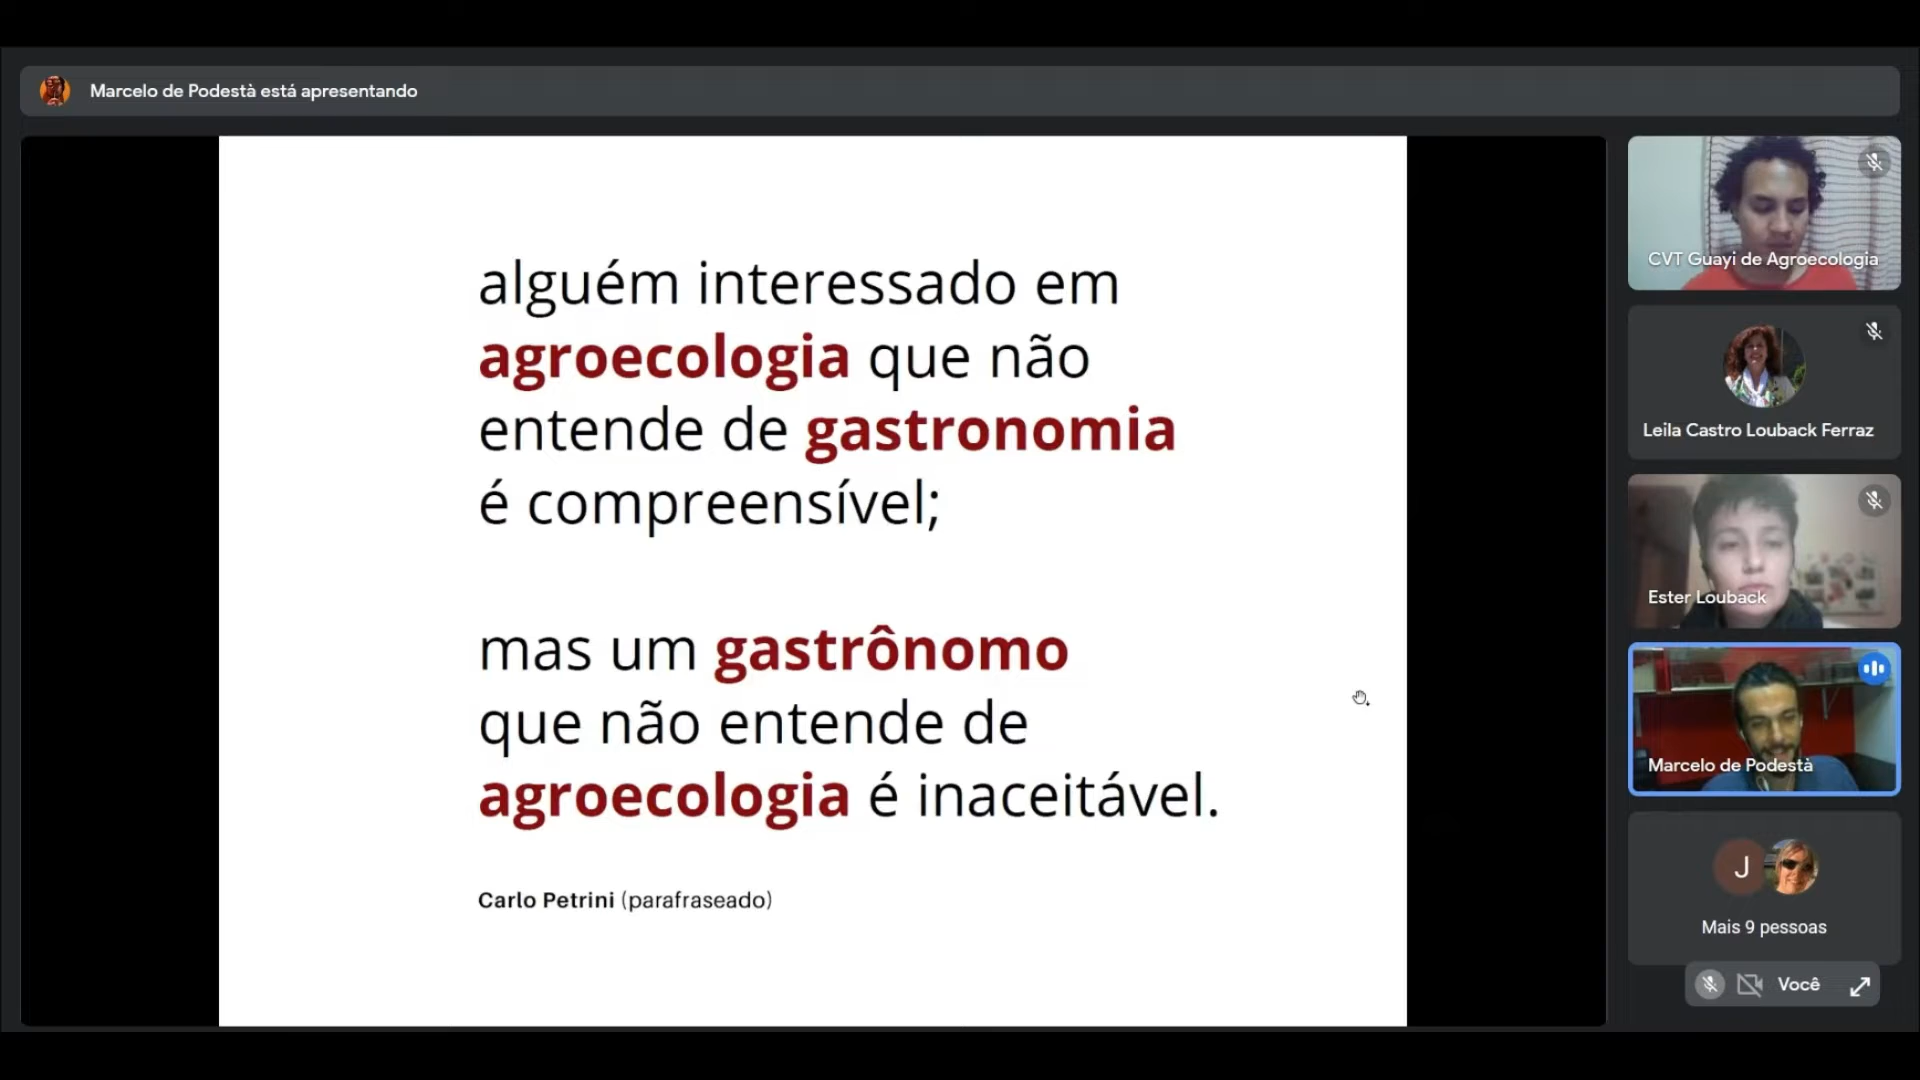 Marcelo de Podestà está apresentando
alguém interessado em
agroecologia que não
entende de gastronomia
é compreensível;
mas um gastrônomo
que não entende de
agroecologia é inaceitável.
Carlo Petrini (parafraseado)
CVT Guayi de Agroecologia
Leila Castro Louback Ferraz
Ester Louback
Marcelo de Podestà
J
Mais 9 pessoas
Você